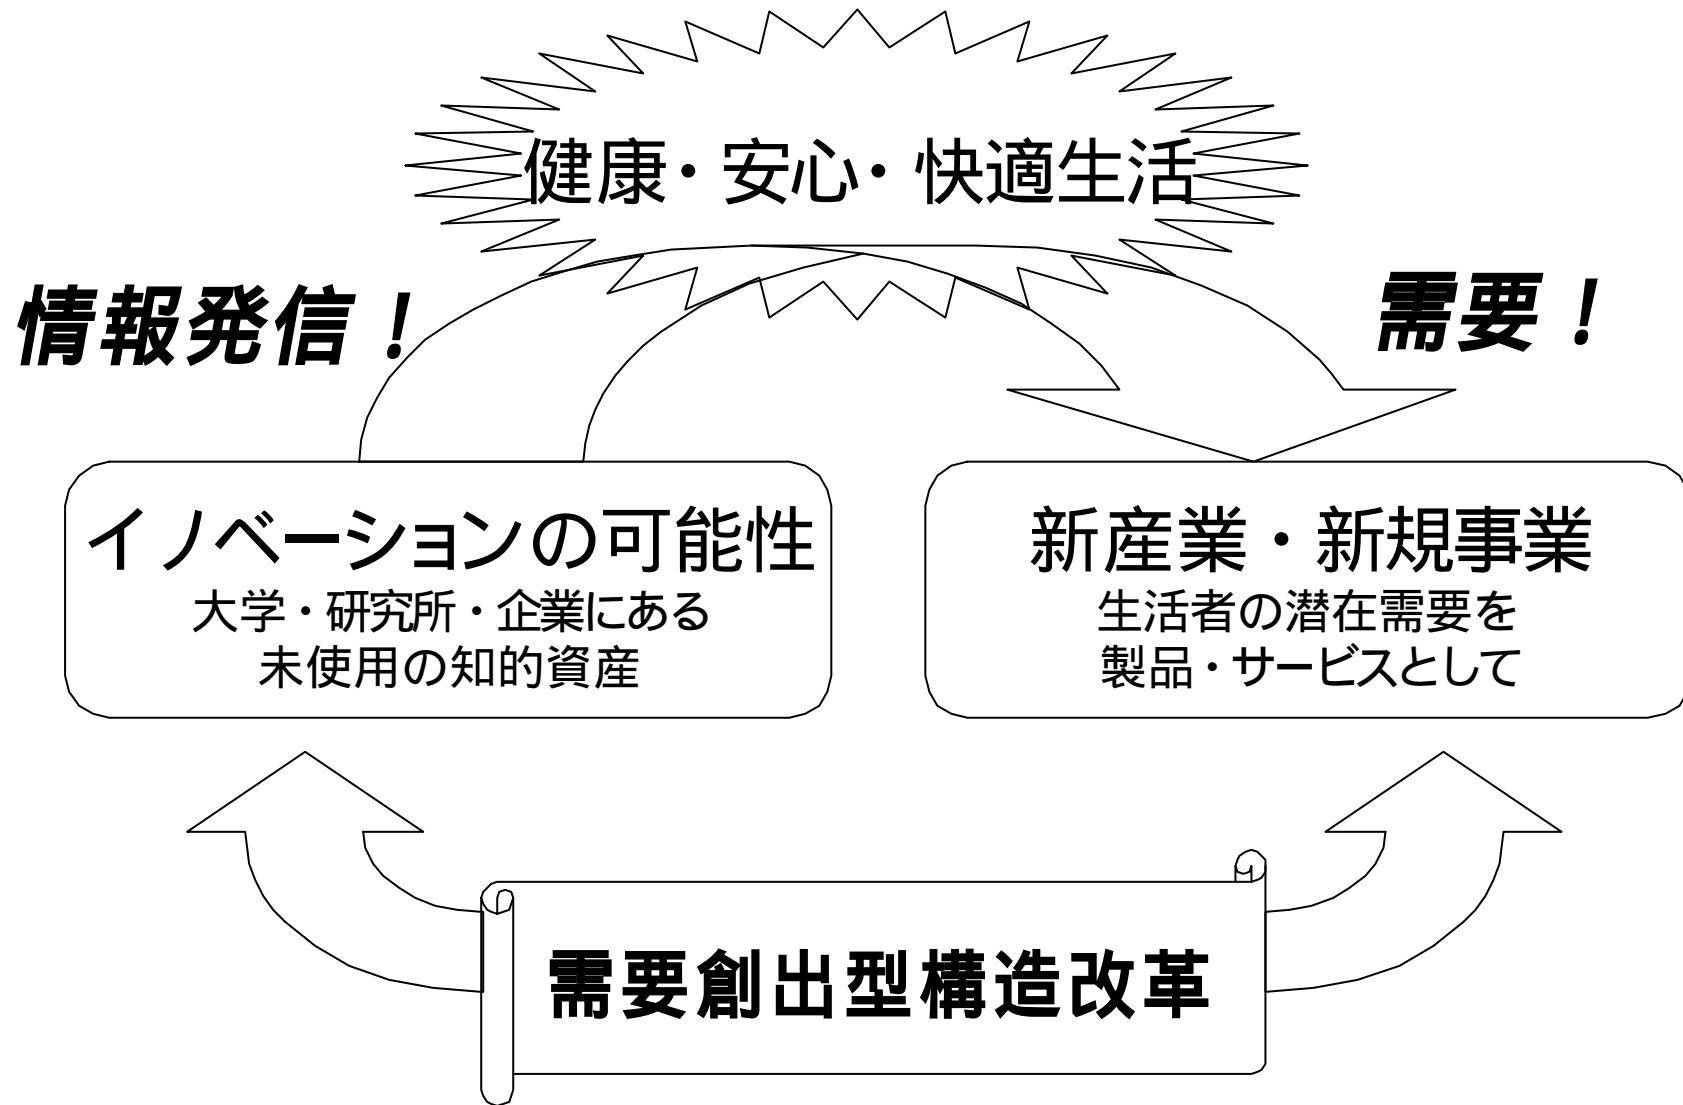 健康・安心・快適生活
情報発信！
需要！
イノベーションの可能性
大学・研究所・企業にある
未使用の知的資産
新産業・新規事業
生活者の潜在需要を
製品・サービスとして
需要創出型構造改革